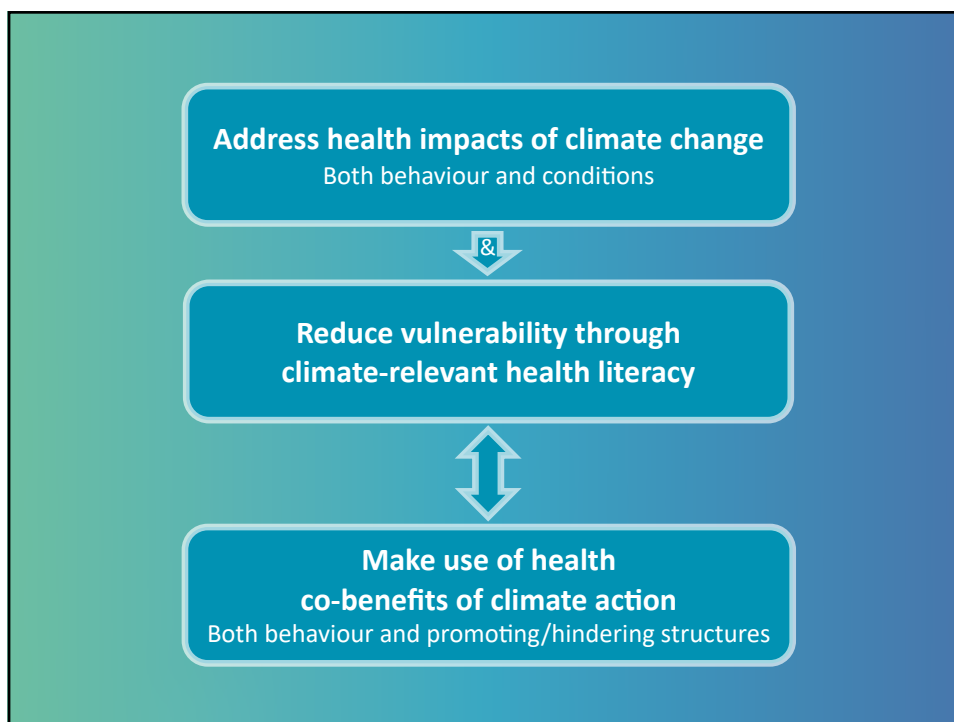 Address health impacts of climate change
Both behaviour and conditions
&
Reduce vulnerability through
climate-relevant health literacy
Make use of health
co-benefits of climate action
Both behaviour and promoting/hindering structures